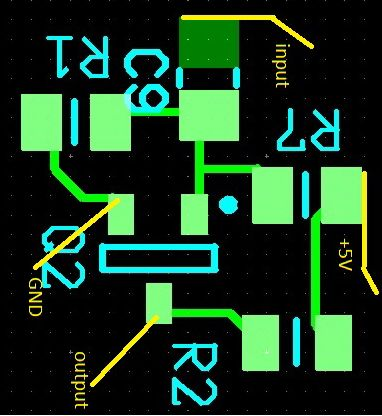 R1
C9
input
R7
Q2
+5V
GND
output
R2